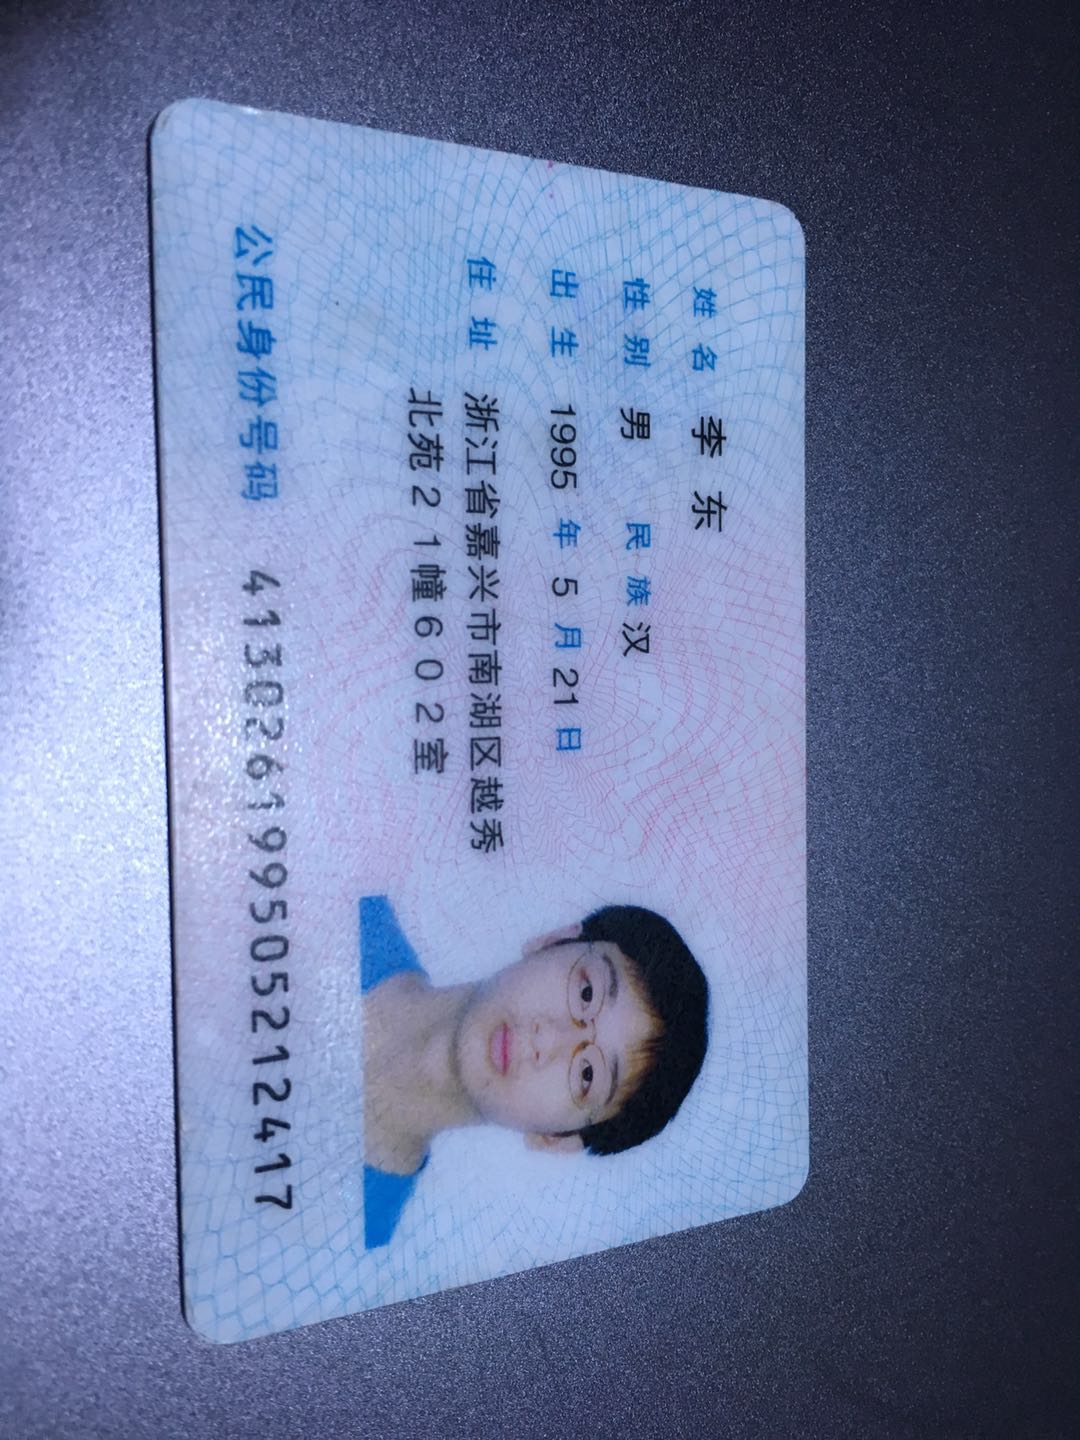 姓名 李东
性别 男 民族 汉
出生 1995 年 5 月 21 日
住址 浙江省嘉兴市南湖区越秀
北苑21幢602室
公民身份号码 413026199505212417